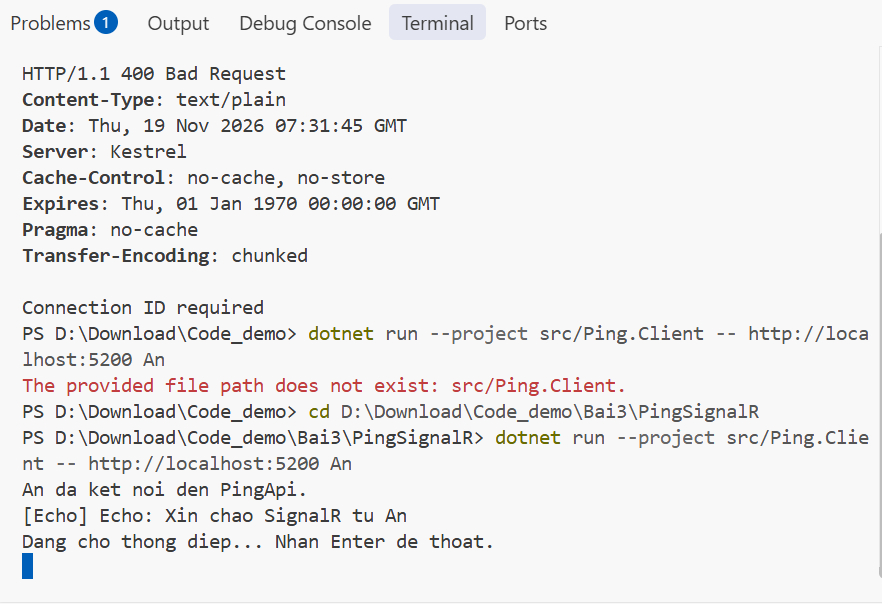 Problems 1 Output Debug Console Terminal Ports
HTTP/1.1 400 Bad Request
Content-Type: text/plain
Date: Thu, 19 Nov 2026 07:31:45 GMT
Server: Kestrel
Cache-Control: no-cache, no-store
Expires: Thu, 01 Jan 1970 00:00:00 GMT
Pragma: no-cache
Transfer-Encoding: chunked
Connection ID required
PS D:\Download\Code_demo> dotnet run --project src/Ping.Client -- http://loca
lhost:5200 An
The provided file path does not exist: src/Ping.Client.
PS D:\Download\Code_demo> cd D:\Download\Code_demo\Bai3\PingSignalR
PS D:\Download\Code_demo\Bai3\PingSignalR> dotnet run --project src/Ping.Clie
nt -- http://localhost:5200 An
An da ket noi den PingApi.
[Echo] Echo: Xin chao SignalR tu An
Dang cho thong diep... Nhan Enter de thoat.